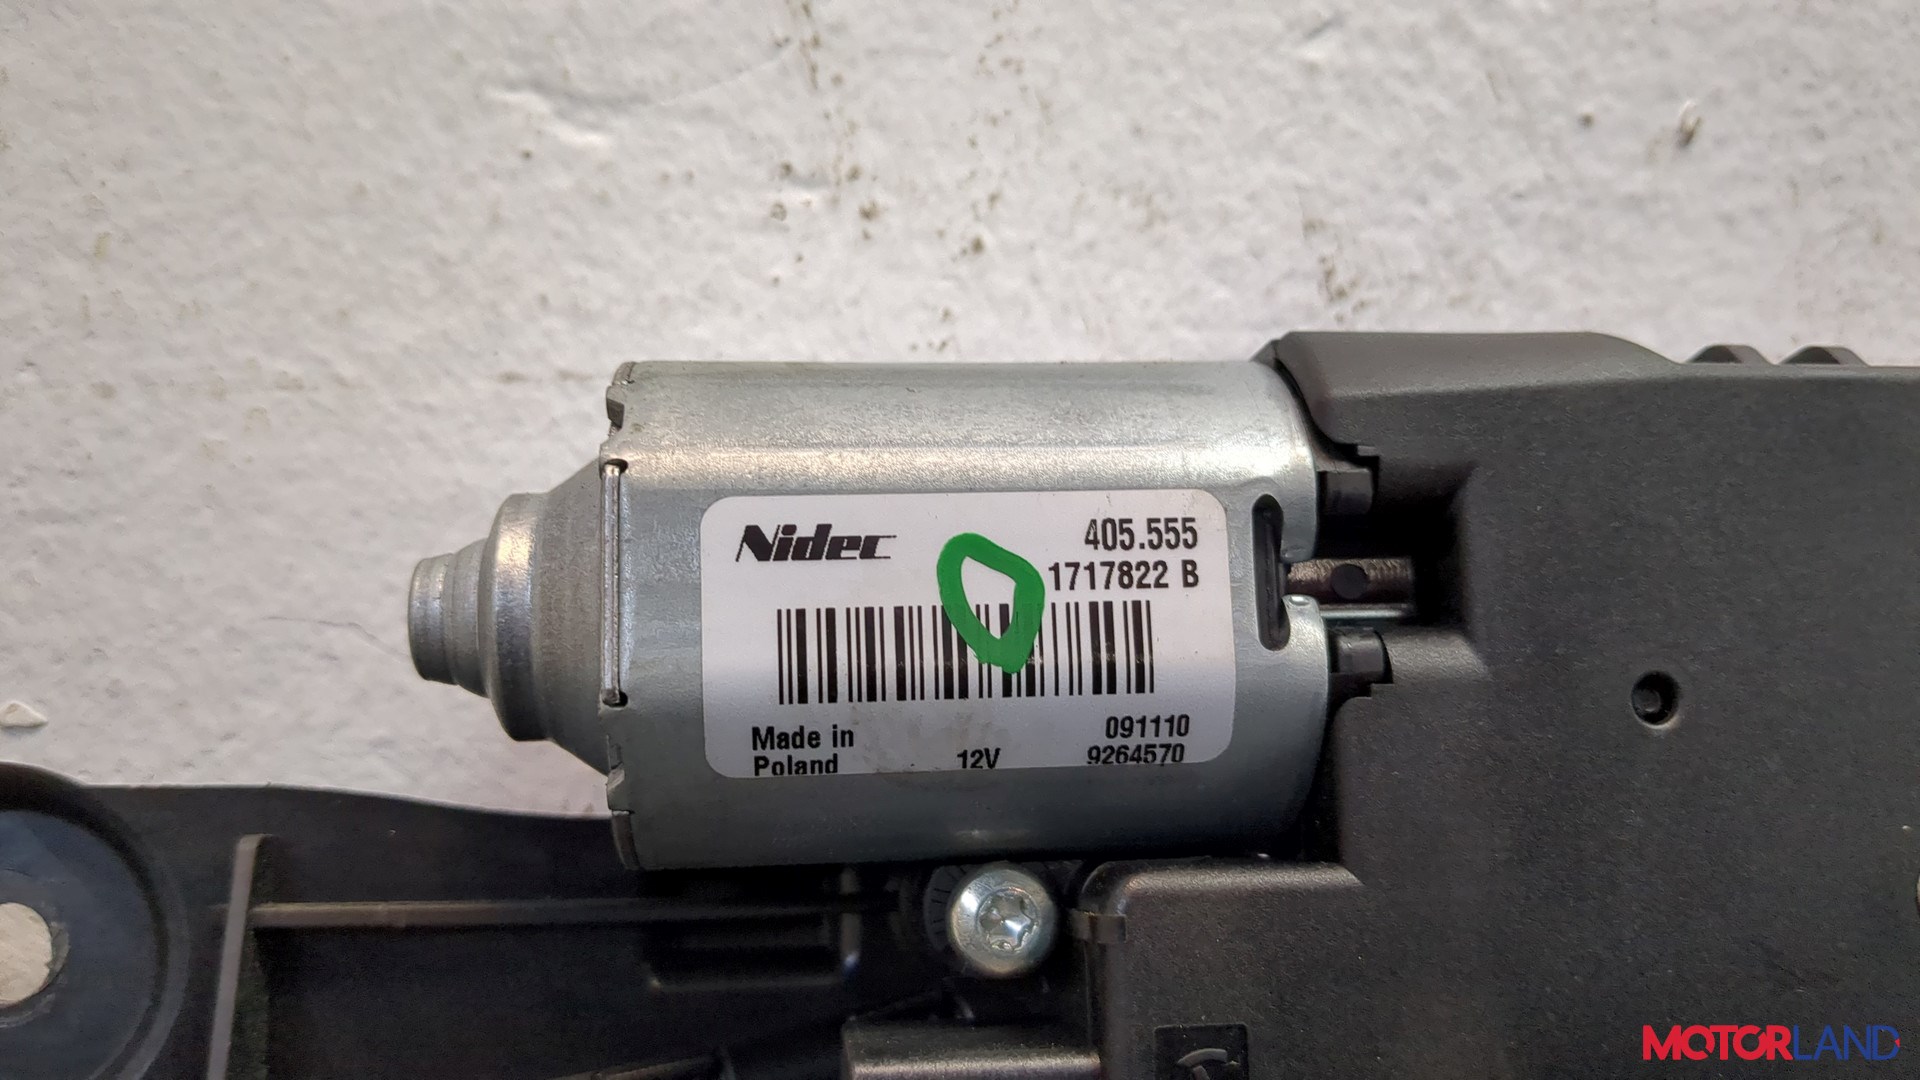 Nidec
405.555
1717822 B
Made in
Poland
12V
091110
9264570
MOTORLAND